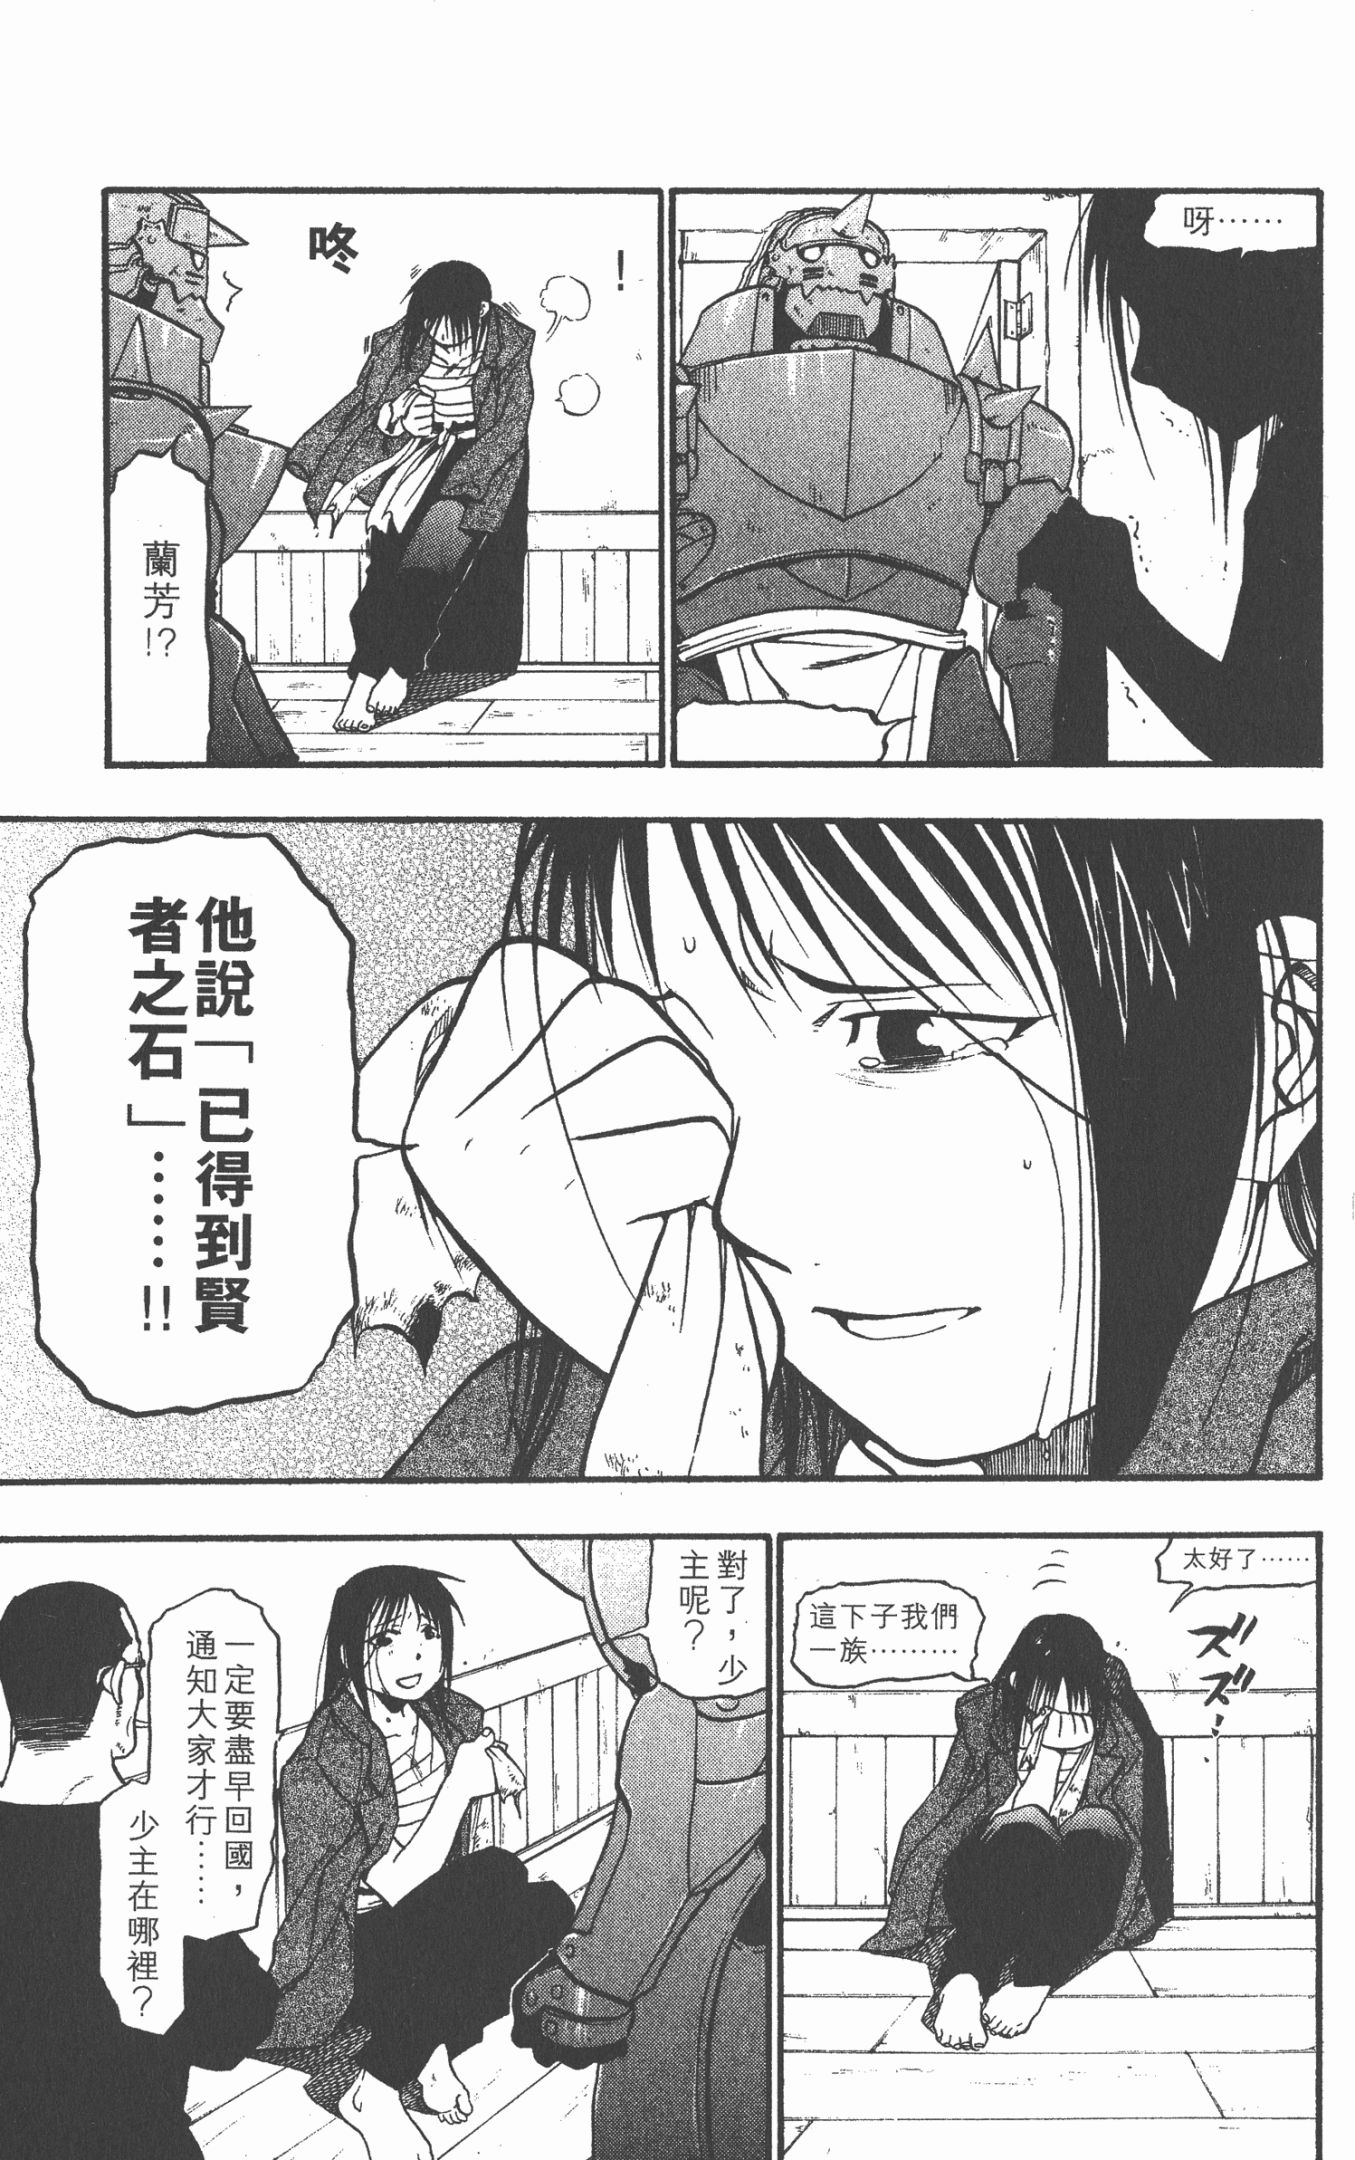 呀……
！
咚
蘭芳!?
他說「已得到賢
者之石」……!!
太好了……
ズズ!
這下子我們
一族………
對了，少
主呢？
一定要盡早回國，
通知大家才行……
少主在哪裡？